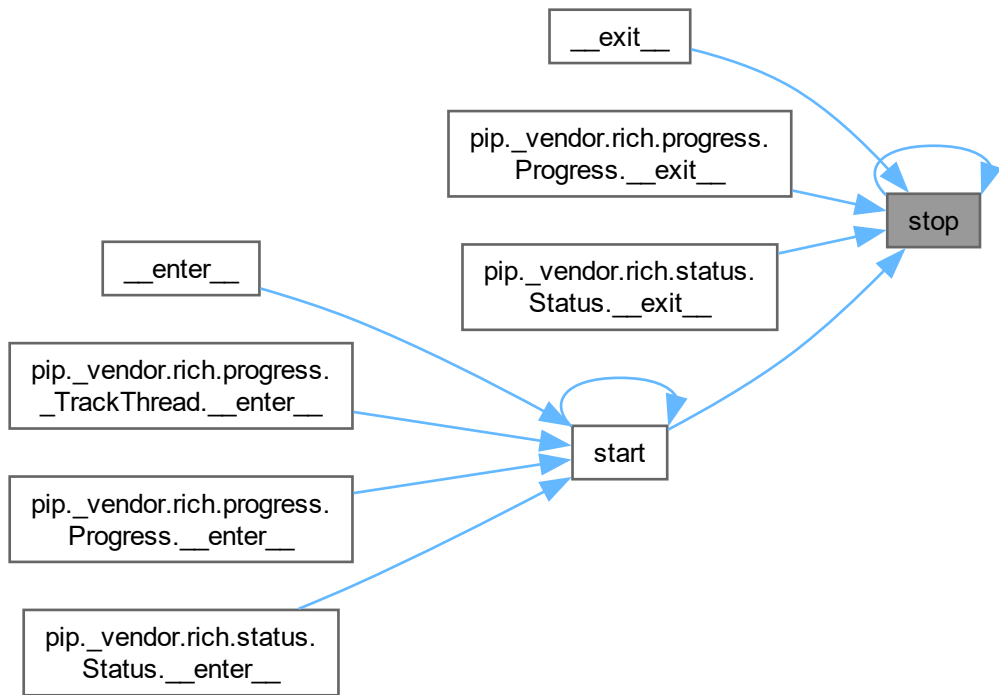 __exit__
pip._vendor.rich.progress.
Progress.__exit__
stop
pip._vendor.rich.status.
Status.__exit__
__enter__
pip._vendor.rich.progress.
_TrackThread.__enter__
start
pip._vendor.rich.progress.
Progress.__enter__
pip._vendor.rich.status.
Status.__enter__